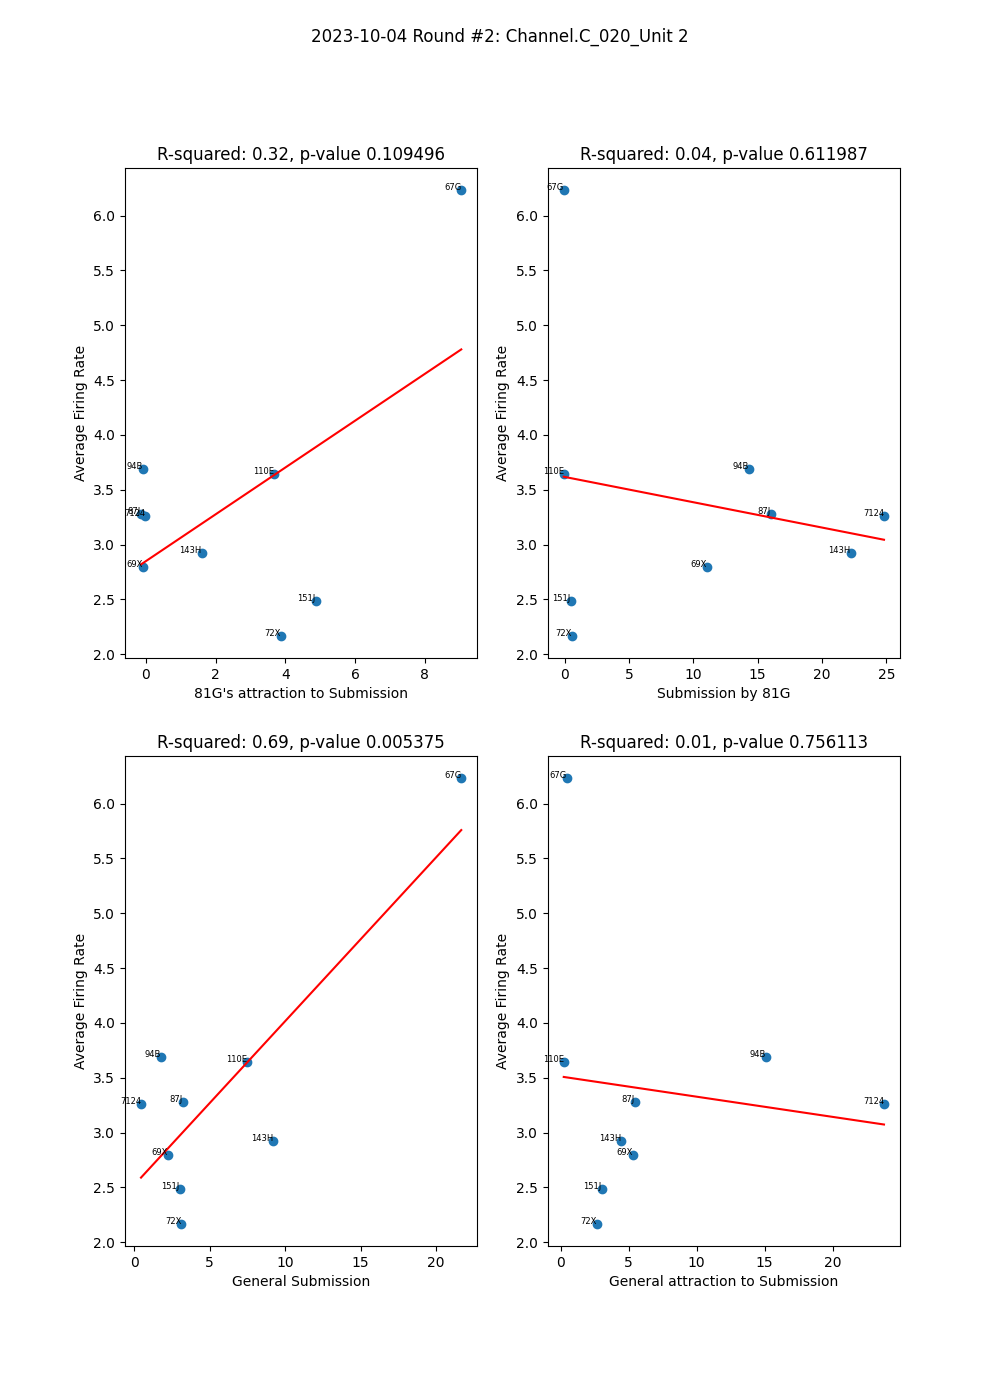 2023-10-04 Round #2: Channel.C_020_Unit 2
R-squared: 0.32, p-value 0.109496
Average Firing Rate
6.0
5.5
5.0
4.5
4.0
3.5
3.0
2.5
2.0
67G
94B
110E
87J
7124
143H
69X
151J
72X
0
2
4
6
8
81G's attraction to Submission
R-squared: 0.04, p-value 0.611987
Average Firing Rate
6.0
5.5
5.0
4.5
4.0
3.5
3.0
2.5
2.0
67G
94B
110E
87J
7124
143H
69X
151J
72X
0
5
10
15
20
25
Submission by 81G
R-squared: 0.69, p-value 0.005375
Average Firing Rate
6.0
5.5
5.0
4.5
4.0
3.5
3.0
2.5
2.0
67G
94B
110E
87J
7124
143H
69X
151J
72X
0
5
10
15
20
General Submission
R-squared: 0.01, p-value 0.756113
Average Firing Rate
6.0
5.5
5.0
4.5
4.0
3.5
3.0
2.5
2.0
67G
94B
110E
87J
7124
143H
69X
151J
72X
0
5
10
15
20
General attraction to Submission